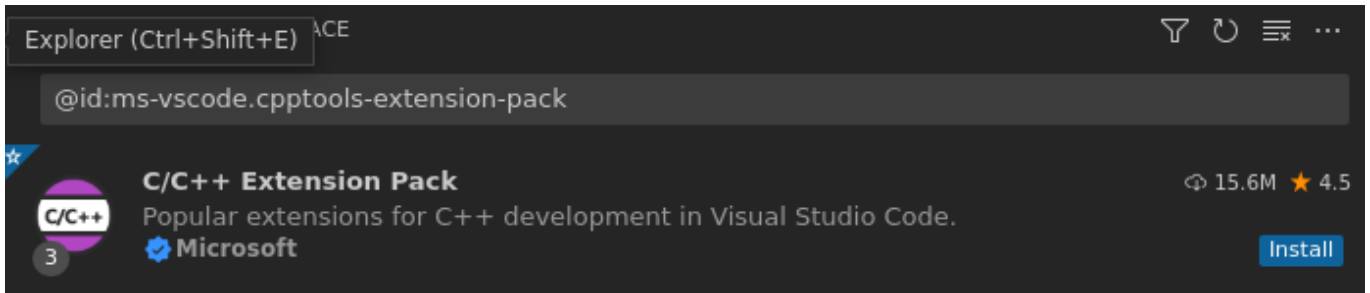 Explorer (Ctrl+Shift+E)
ACE
@id:ms-vscode.cpptools-extension-pack
C/C++ Extension Pack 15.6M 4.5
C/C++
Popular extensions for C++ development in Visual Studio Code.
3
Microsoft
Install